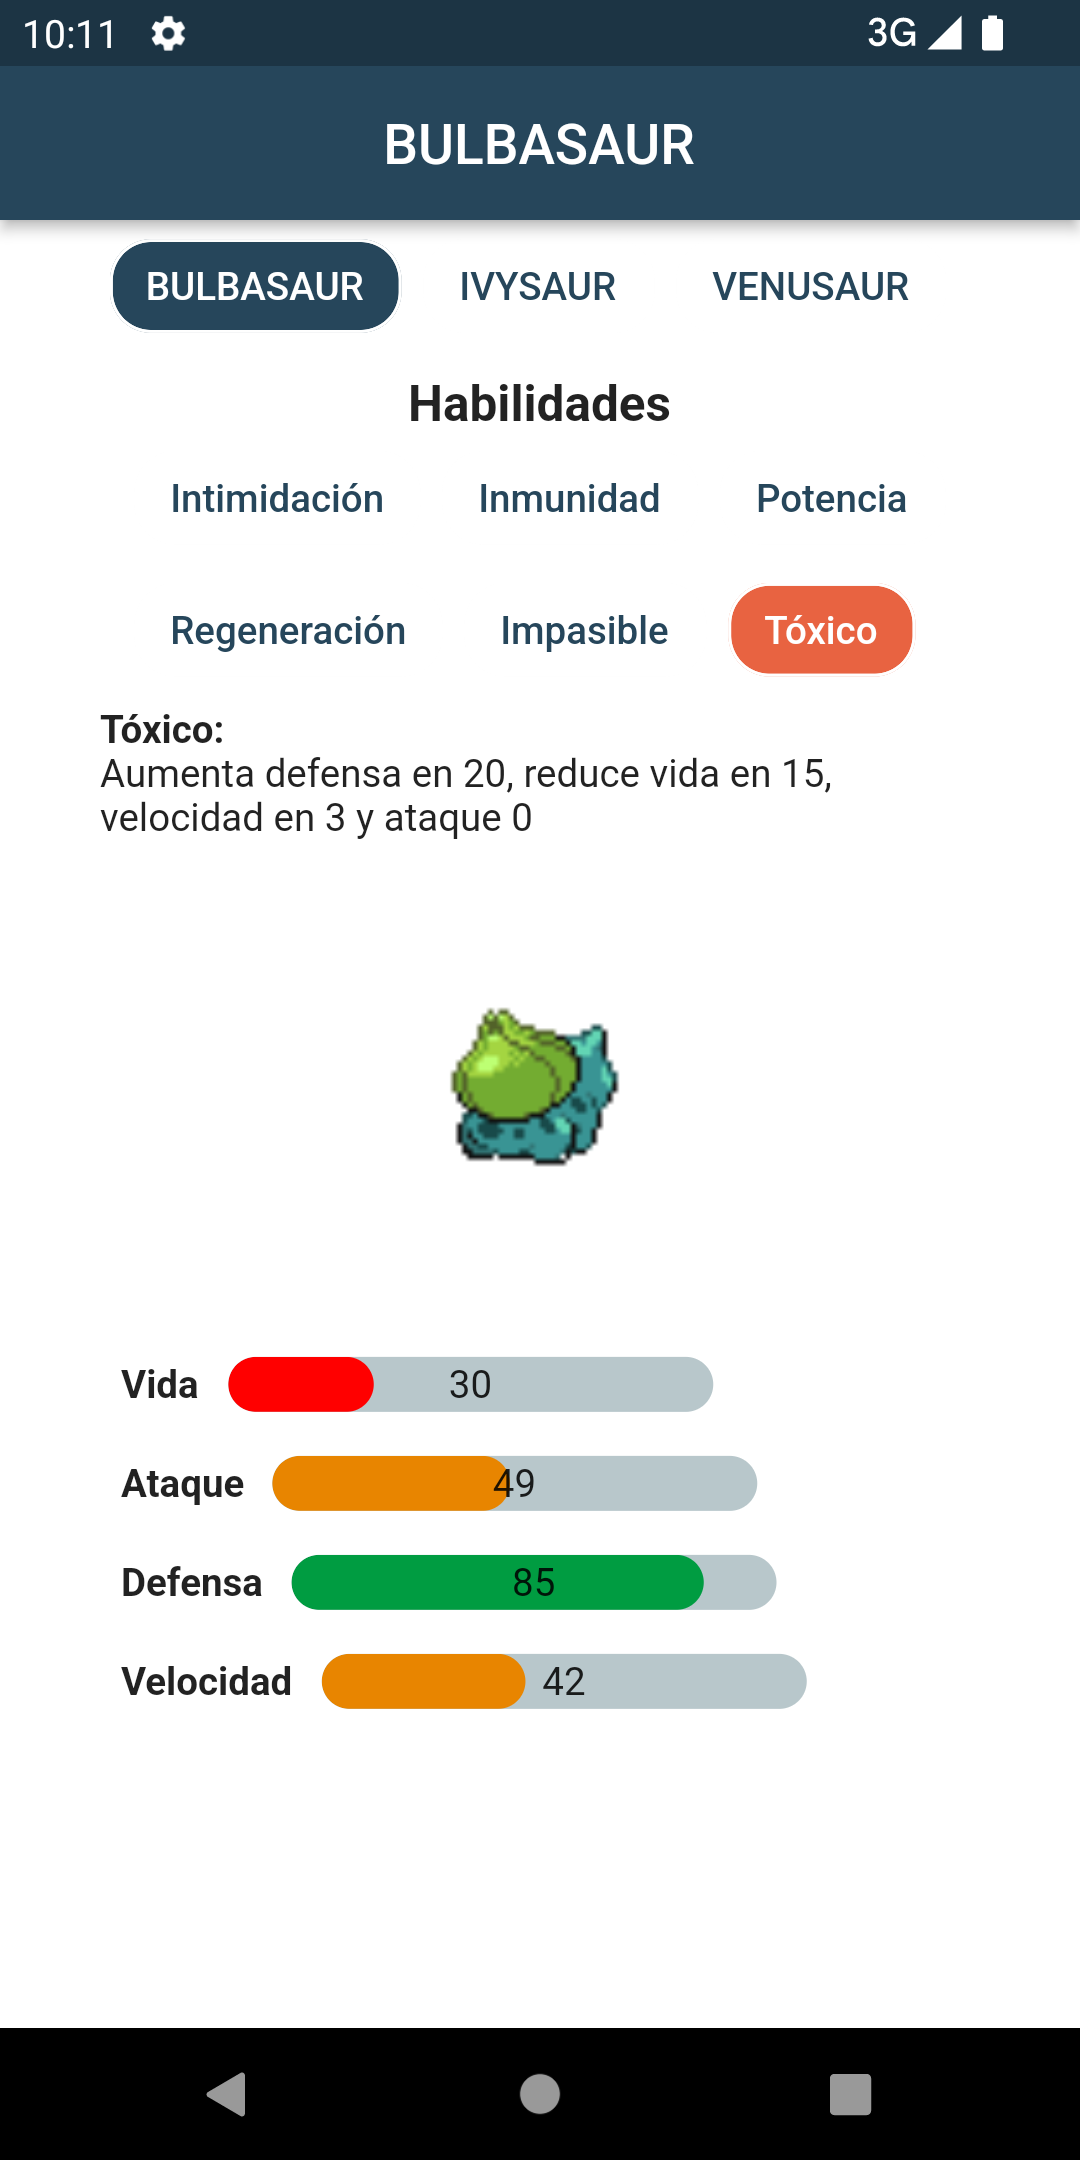 10:11 3G
BULBASAUR
BULBASAUR IVYSAUR VENUSAUR
Habilidades
Intimidación Inmunidad Potencia
Regeneración Impasible Tóxico
Tóxico:
Aumenta defensa en 20, reduce vida en 15,
velocidad en 3 y ataque 0
Vida 30
Ataque 49
Defensa 85
Velocidad 42